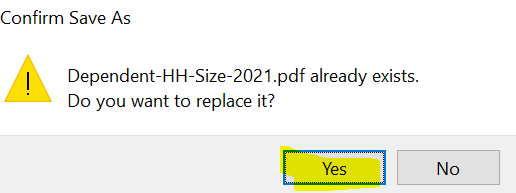 Confirm Save As
Dependent-HH-Size-2021.pdf already exists.
Do you want to replace it?
Yes
No